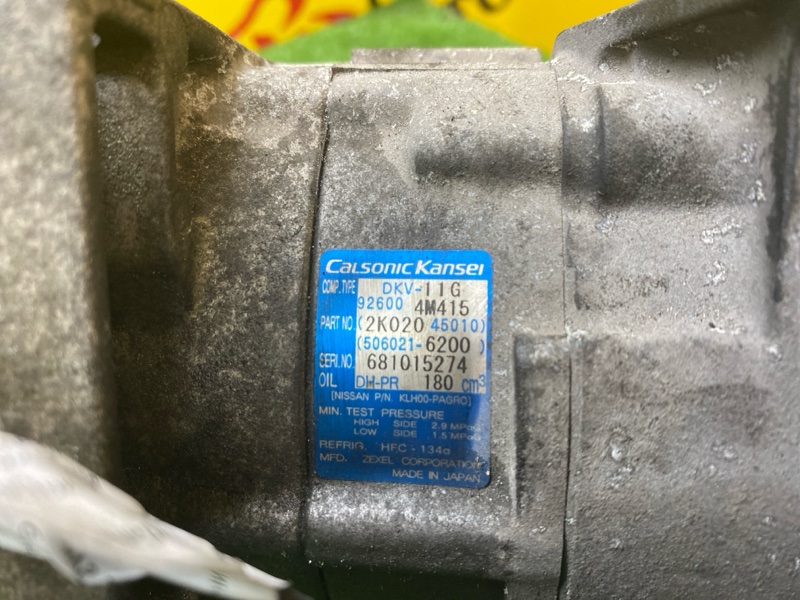 Calsonic Kansei
COMP.TYPE DKV-11G
92600 4M415
PART NO. (2K020 45010)
(506021-6200 )
SERI.NO. 681015274
OIL DH-PR 180 cm³
[NISSAN P/N. KLH00-PAGR0]
MIN. TEST PRESSURE
HIGH SIDE 2.9 MPaG
LOW SIDE 1.5 MPaG
REFRIG. HFC-134a
MFD. ZEXEL CORPORATION
MADE IN JAPAN